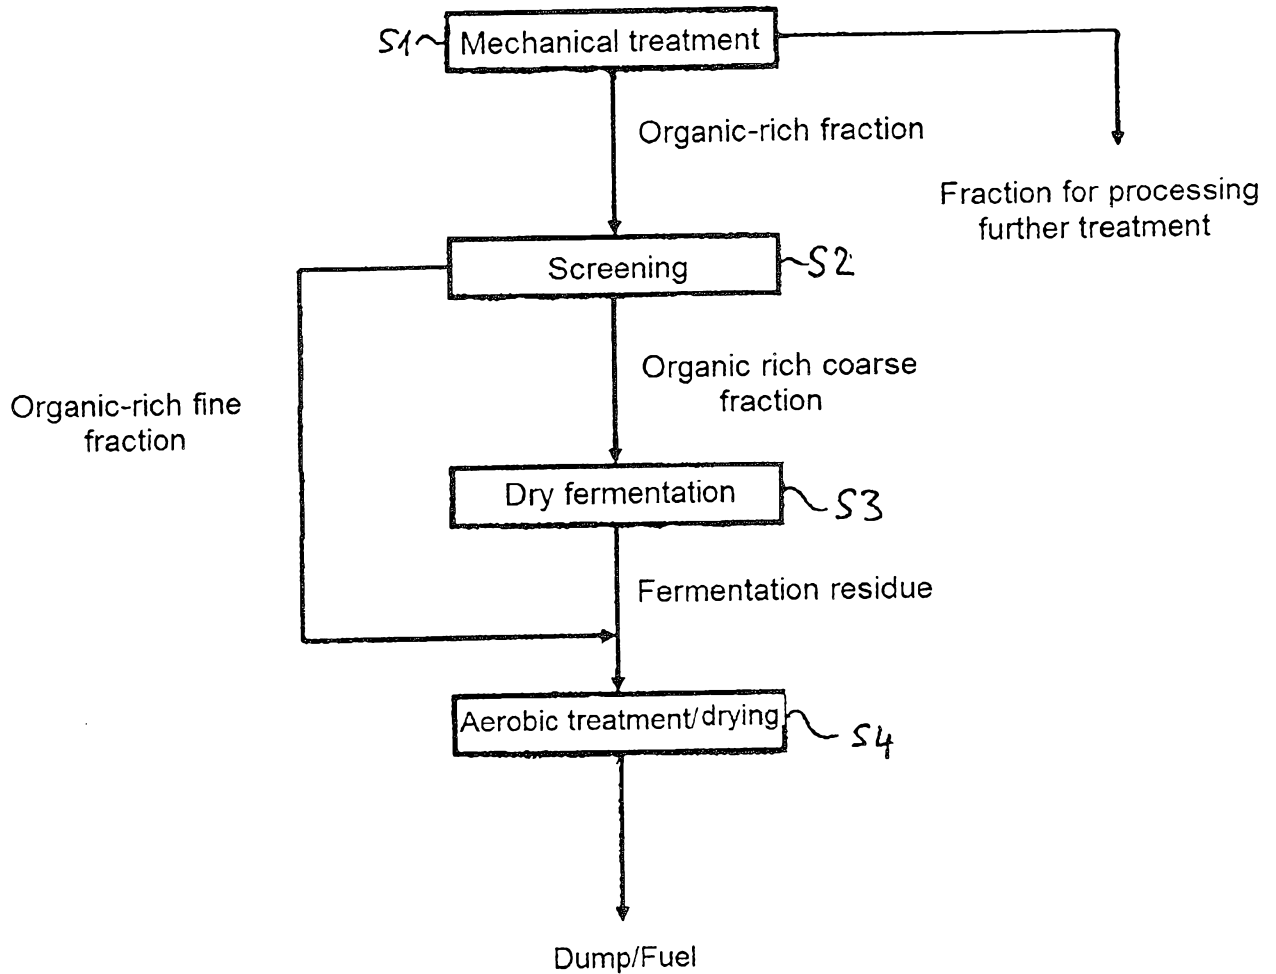 S1
Mechanical treatment
Organic-rich fraction
Fraction for processing
further treatment
Screening
S2
Organic rich coarse
fraction
Organic-rich fine
fraction
Dry fermentation
S3
Fermentation residue
Aerobic treatment/drying
S4
Dump/Fuel